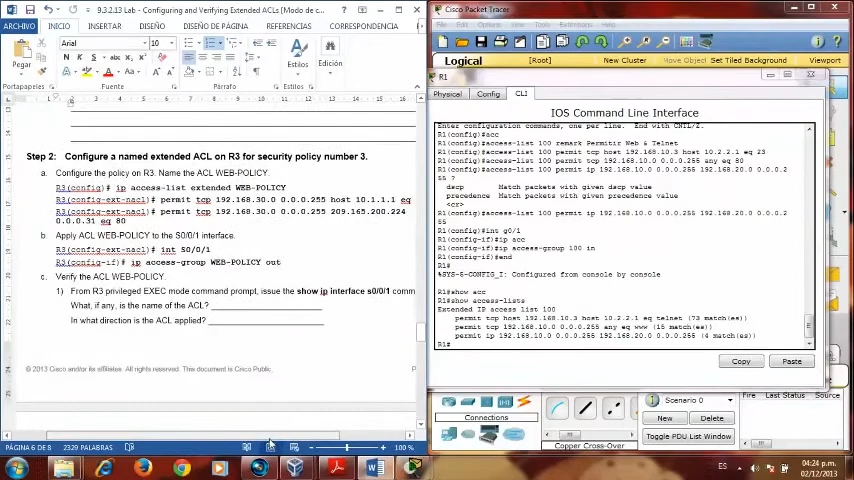 9.3.2.13 Lab - Configuring and Verifying Extended ACLs [Modo de c...
ARCHIVO INICIO INSERTAR DISEÑO DISEÑO DE PÁGINA REFERENCIAS CORRESPONDENCIA
Pegar
Arial 10
Estilos Edición
Portapapeles
Step 2: Configure a named extended ACL on R3 for security policy number 3.
a. Configure the policy on R3. Name the ACL WEB-POLICY.
R3(config)# ip access-list extended WEB-POLICY
R3(config-ext-nacl)# permit tcp 192.168.30.0 0.0.0.255 host 10.1.1.1 eq
R3(config-ext-nacl)# permit tcp 192.168.30.0 0.0.0.255 209.165.200.224
0.0.0.31 eq 80
b. Apply ACL WEB-POLICY to the S0/0/1 interface.
R3(config-ext-nacl)# int S0/0/1
R3(config-if)# ip access-group WEB-POLICY out
c. Verify the ACL WEB-POLICY.
1) From R3 privileged EXEC mode command prompt, issue the show ip interface s0/0/1 comm
What, if any, is the name of the ACL?
In what direction is the ACL applied?
© 2013 Cisco and/or its affiliates. All rights reserved. This document is Cisco Public.
PÁGINA 6 DE 8 2329 PALABRAS 100 %
Cisco Packet Tracer
File Edit Options View Tools Extensions Help
Logical [Root] New Cluster Move Object Set Tiled Background Viewport
R1
Physical Config CLI
IOS Command Line Interface
Enter configuration commands, one per line. End with CNTL/Z.
R1(config)#acc
R1(config)#access-list 100 remark Permitir Web & Telnet
R1(config)#access-list 100 permit tcp host 192.168.10.3 host 10.2.2.1 eq 23
R1(config)#access-list 100 permit tcp 192.168.10.0 0.0.0.255 any eq 80
R1(config)#access-list 100 permit ip 192.168.10.0 0.0.0.255 192.168.20.0 0.0.0.2
55 ?
dscp Match packets with given dscp value
precedence Match packets with given precedence value
<cr>
R1(config)#access-list 100 permit ip 192.168.10.0 0.0.0.255 192.168.20.0 0.0.0.2
55
R1(config)#int g0/1
R1(config-if)#ip acc
R1(config-if)#ip access-group 100 in
R1(config-if)#end
R1#
%SYS-5-CONFIG_I: Configured from console by console
R1#show acc
R1#show access-lists
Extended IP access list 100
permit tcp host 192.168.10.3 host 10.2.2.1 eq telnet (73 match(es))
permit tcp 192.168.10.0 0.0.0.255 any eq www (15 match(es))
permit ip 192.168.10.0 0.0.0.255 192.168.20.0 0.0.0.255 (4 match(es))
R1#
Copy Paste
Connections
Copper Cross-Over
Scenario 0
New Delete
Toggle PDU List Window
Fire Last Status Source
ES
04:24 p.m.
02/12/2013